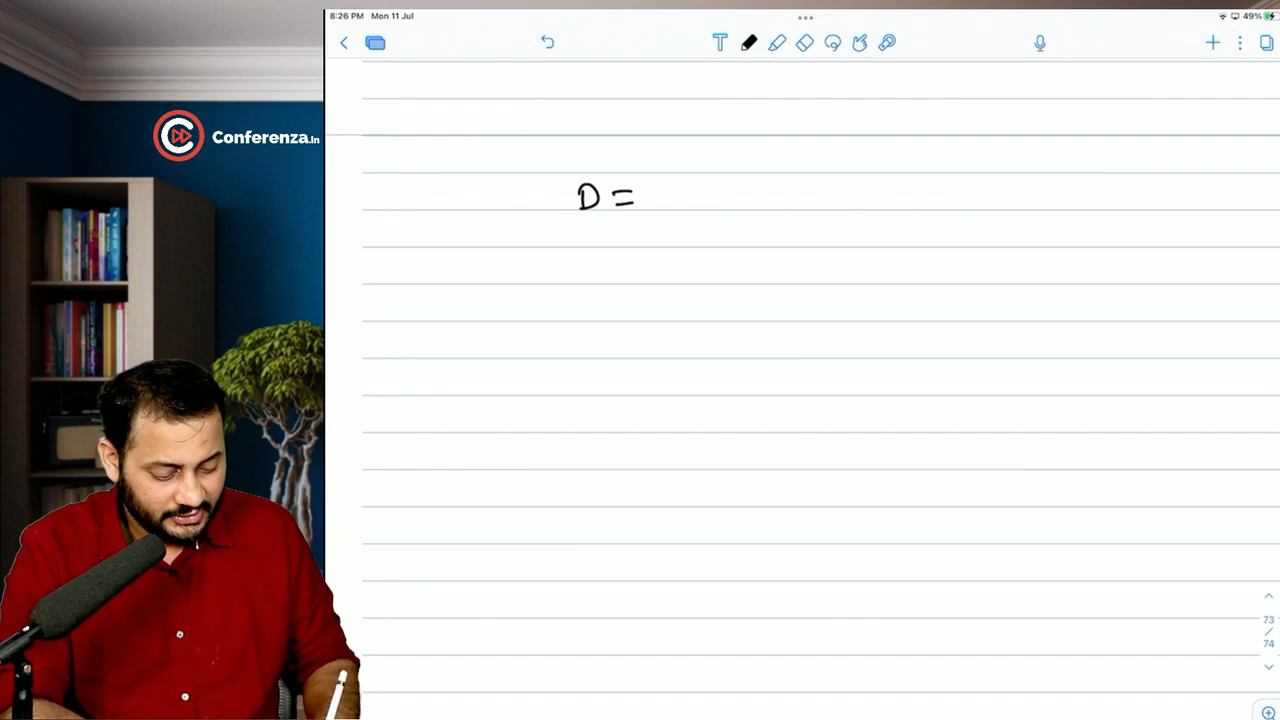 8:26 PM Mon 11 Jul
49%
Conferenza.in
D =
73
/
74